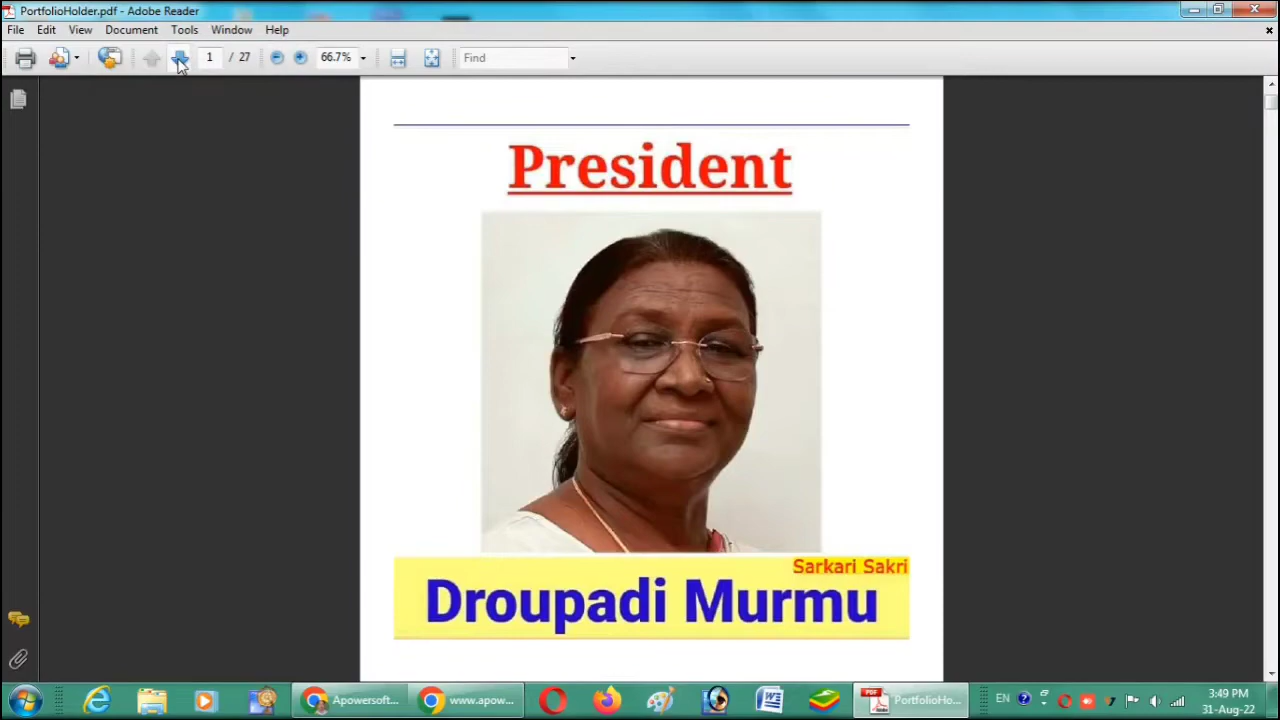 PortfolioHolder.pdf - Adobe Reader
File Edit View Document Tools Window Help
1 / 27 66.7% Find
President
Sarkari Sakri
Droupadi Murmu
Apowersoft... www.apow... PDF PortfolioHo... EN 3:49 PM
31-Aug-22